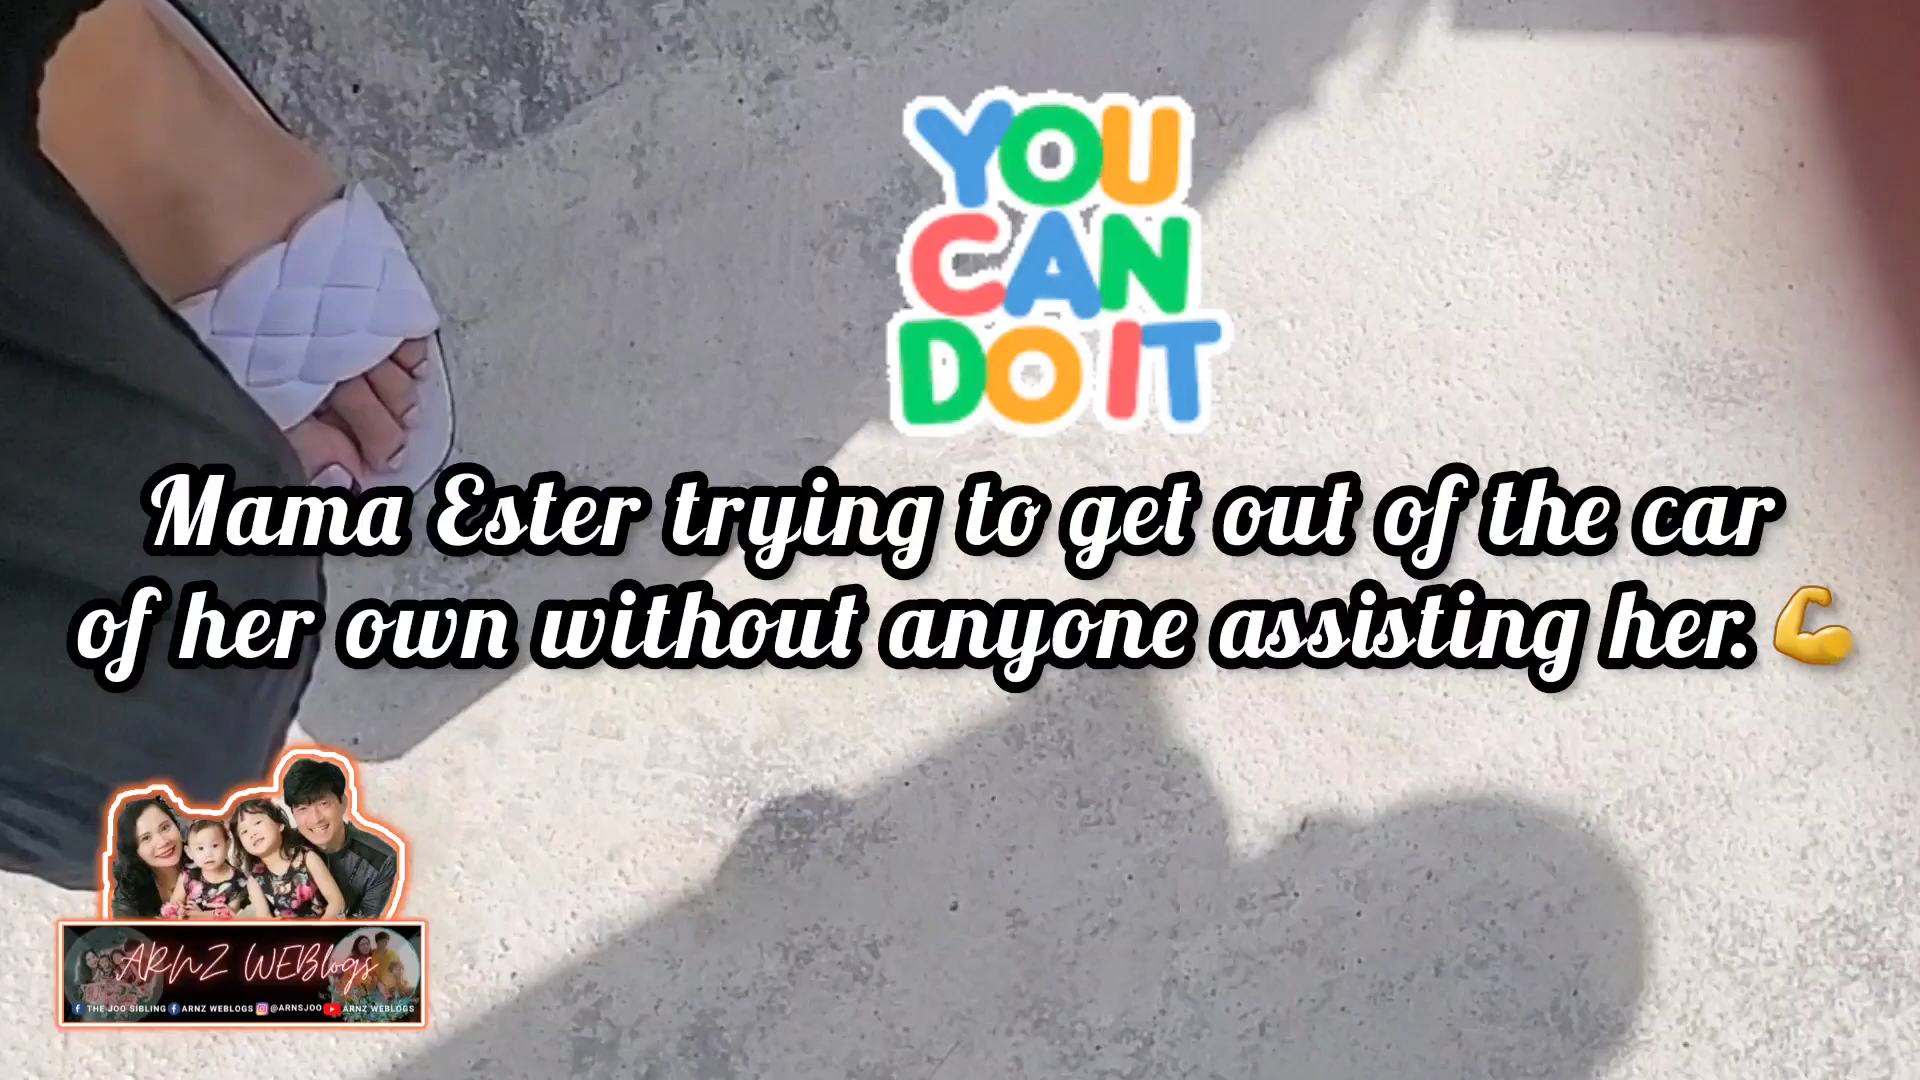 YOU
CAN
DO IT
Mama Ester trying to get out of the car
of her own without anyone assisting her.💪
ARNZ WEBlogs
THE JOO SIBLING ARNZ WEBLOGS @ARNSJOO ARNZ WEBLOGS